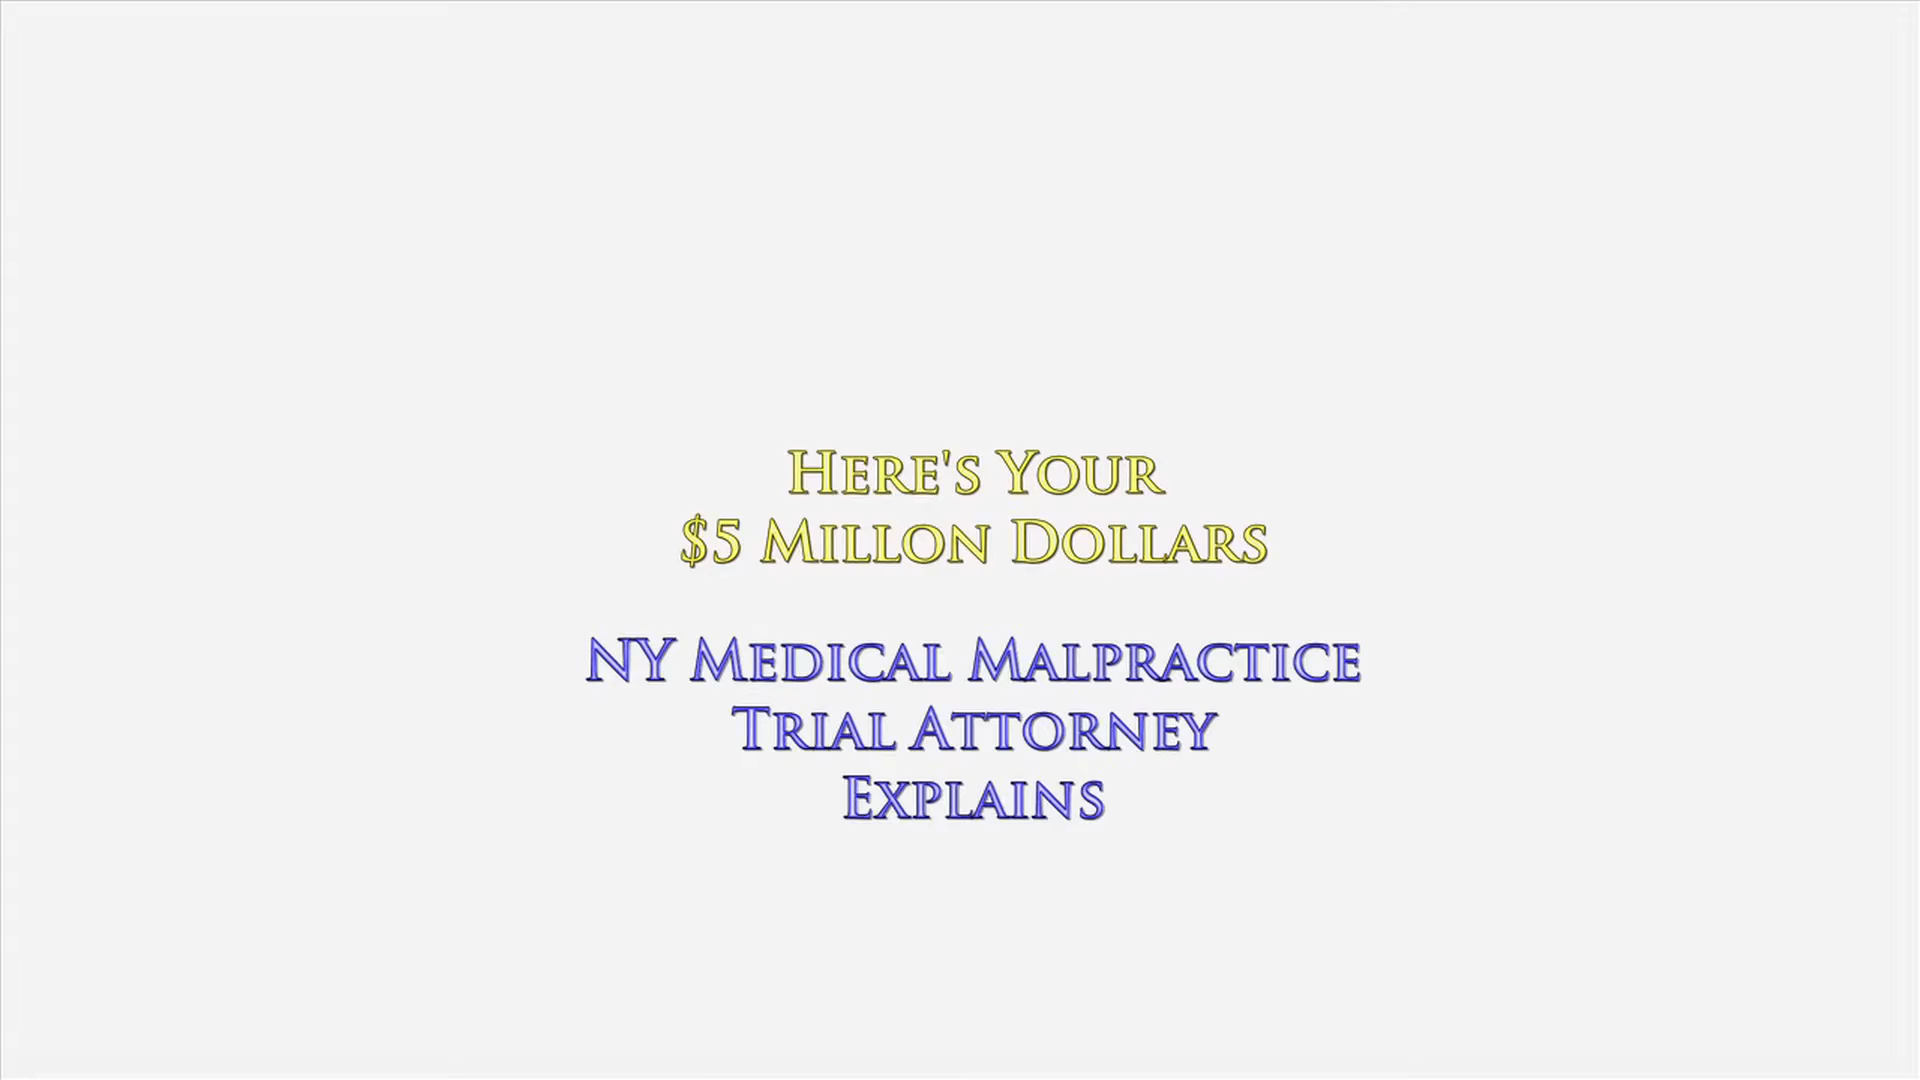 Here's Your
$5 Millon Dollars
NY Medical Malpractice
Trial Attorney
Explains